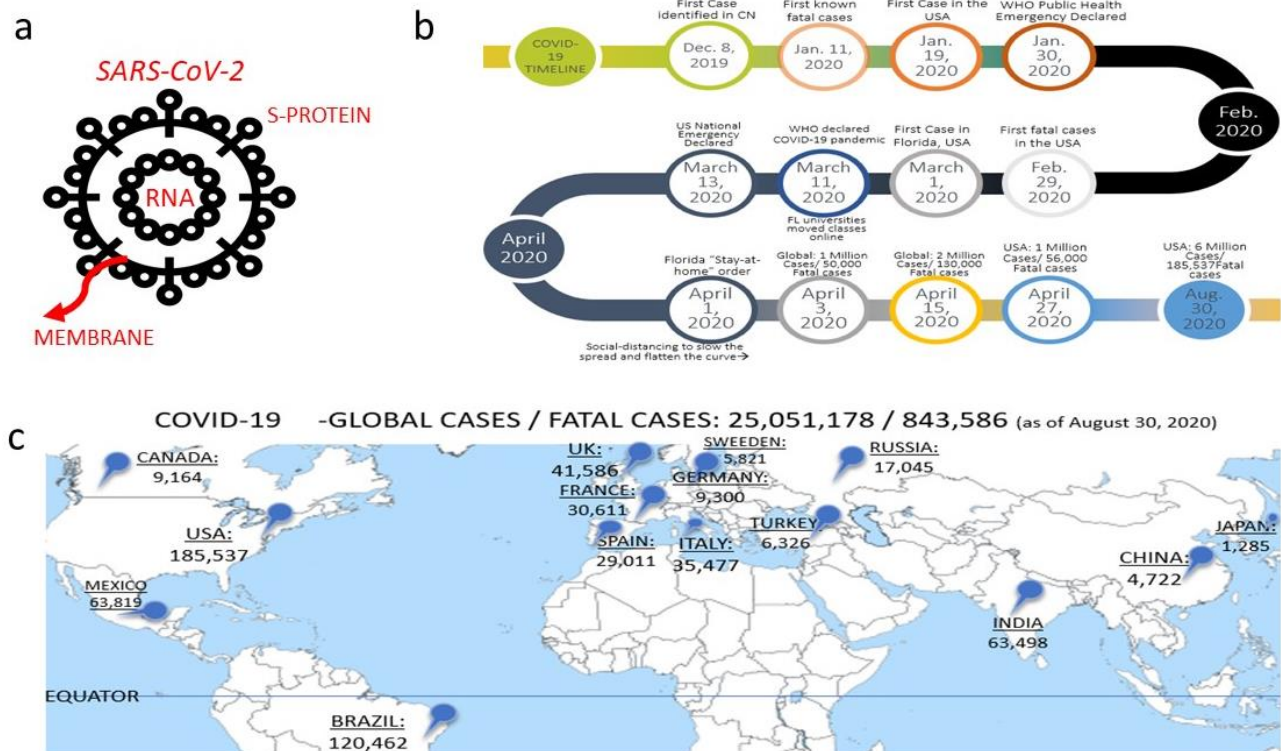 a
SARS-CoV-2
S-PROTEIN
RNA
MEMBRANE
b
COVID-
19
TIMELINE
First Case
identified in CN
Dec. 8,
2019
First known
fatal cases
Jan. 11,
2020
First Case in the
USA
Jan.
19,
2020
WHO Public Health
Emergency Declared
Jan.
30,
2020
Feb.
2020
US National
Emergency
Declared
March
13,
2020
WHO declared
COVID-19 pandemic
March
11,
2020
FL universities
moved classes
online
First Case in
Florida, USA
March
1,
2020
First fatal cases
in the USA
Feb.
29,
2020
April
2020
Florida "Stay-at-
home" order
April
1,
2020
Social-distancing to slow the
spread and flatten the curve→
Global: 1 Million
Cases/ 50,000
Fatal cases
April
3,
2020
Global: 2 Million
Cases/ 130,000
Fatal cases
April
15,
2020
USA: 1 Million
Cases/ 56,000
Fatal cases
April
27,
2020
USA: 6 Million
Cases/
185,537Fatal
cases
Aug.
30,
2020
c
COVID-19 -GLOBAL CASES / FATAL CASES: 25,051,178 / 843,586 (as of August 30, 2020)
CANADA:
9,164
USA:
185,537
MEXICO
63,819
UK:
41,586
FRANCE:
30,611
SPAIN:
29,011
SWEEDEN:
5,821
GERMANY:
9,300
ITALY:
35,477
TURKEY:
6,326
RUSSIA:
17,045
JAPAN:
1,285
CHINA:
4,722
INDIA
63,498
EQUATOR
BRAZIL:
120,462